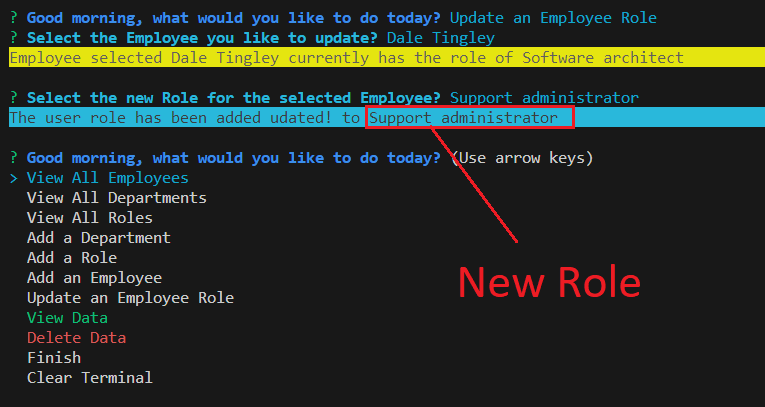 ? Good morning, what would you like to do today? Update an Employee Role
? Select the Employee you like to update? Dale Tingley
Employee selected Dale Tingley currently has the role of Software architect
? Select the new Role for the selected Employee? Support administrator
The user role has been added udated! to Support administrator
? Good morning, what would you like to do today? (Use arrow keys)
> View All Employees
View All Departments
View All Roles
Add a Department
Add a Role
Add an Employee
Update an Employee Role
View Data
Delete Data
Finish
Clear Terminal
New Role